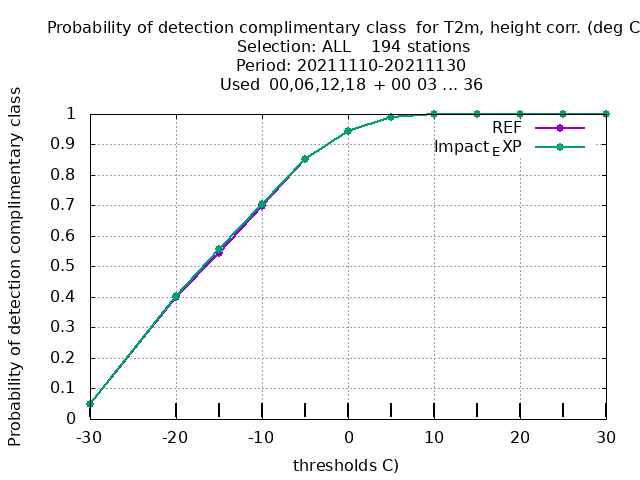 Probability of detection complimentary class for T2m, height corr. (deg C
Selection: ALL 194 stations
Period: 20211110-20211130
Used 00,06,12,18 + 00 03 ... 36
Probability of detection complimentary class
1
0.9
0.8
0.7
0.6
0.5
0.4
0.3
0.2
0.1
0
REF
Impact_EXP
-30 -20 -10 0 10 20 30
thresholds C)